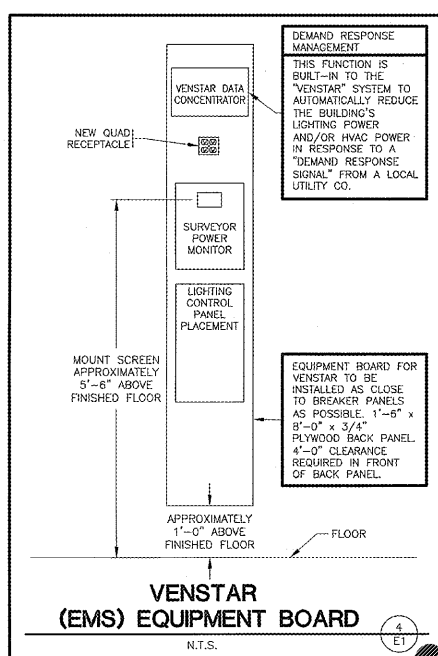 DEMAND RESPONSE
MANAGEMENT
THIS FUNCTION IS
BUILT-IN TO THE
"VENSTAR" SYSTEM TO
AUTOMATICALLY REDUCE
THE BUILDING'S
LIGHTING POWER
AND/OR HVAC POWER
IN RESPONSE TO A
"DEMAND RESPONSE
SIGNAL" FROM A LOCAL
UTILITY CO.
VENSTAR DATA
CONCENTRATOR
NEW QUAD
RECEPTACLE
SURVEYOR
POWER
MONITOR
LIGHTING
CONTROL
PANEL
PLACEMENT
MOUNT SCREEN
APPROXIMATELY
5'-6" ABOVE
FINISHED FLOOR
EQUIPMENT BOARD FOR
VENSTAR TO BE
INSTALLED AS CLOSE
TO BREAKER PANELS
AS POSSIBLE. 1'-6" x
8'-0" x 3/4"
PLYWOOD BACK PANEL.
4'-0" CLEARANCE
REQUIRED IN FRONT
OF BACK PANEL.
APPROXIMATELY
1'-0" ABOVE
FINISHED FLOOR
FLOOR
VENSTAR
(EMS) EQUIPMENT BOARD
4
E1
N.T.S.